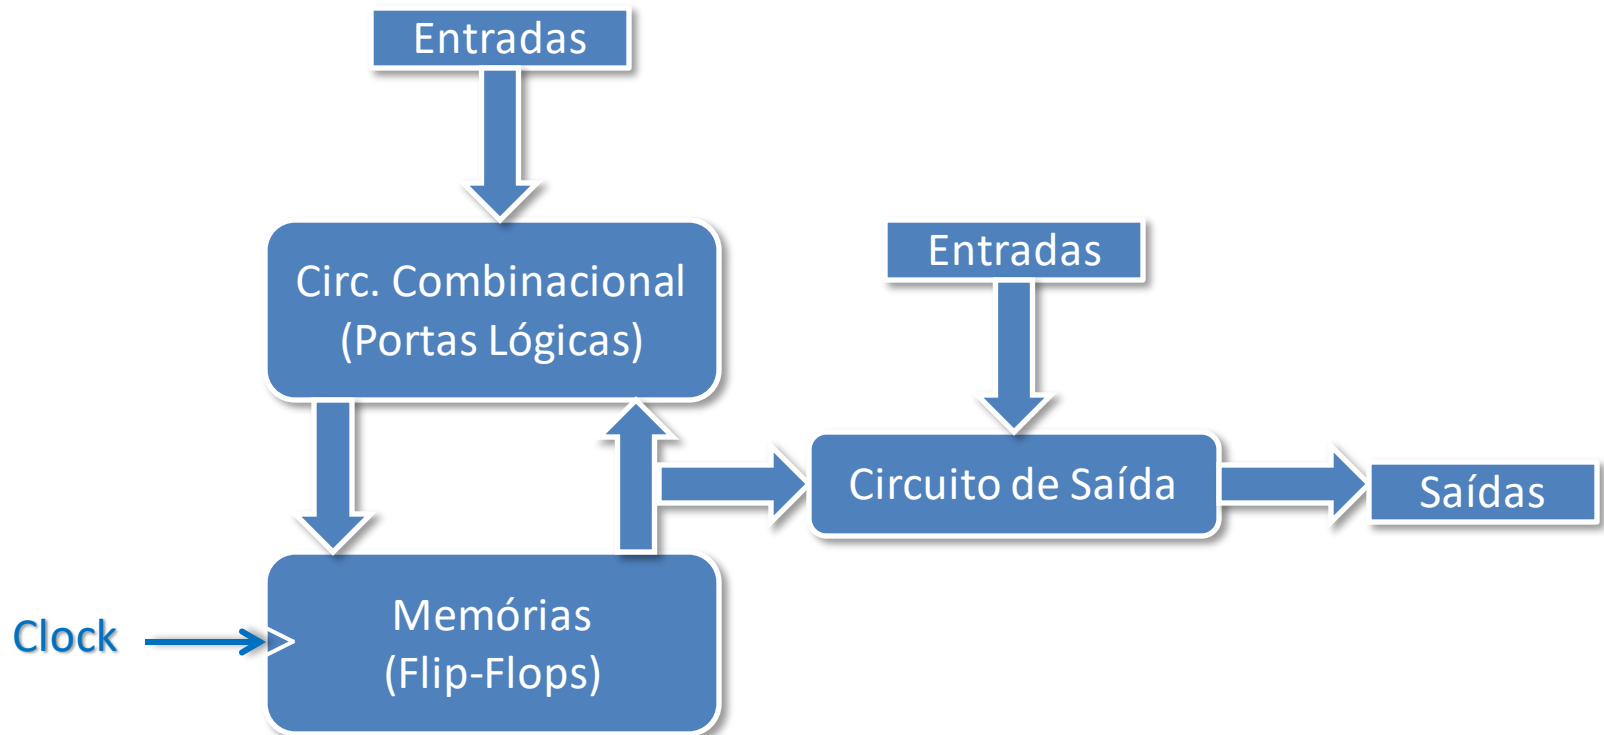 Entradas
Circ. Combinacional
(Portas Lógicas)
Entradas
Circuito de Saída
Saídas
Memórias
(Flip-Flops)
Clock